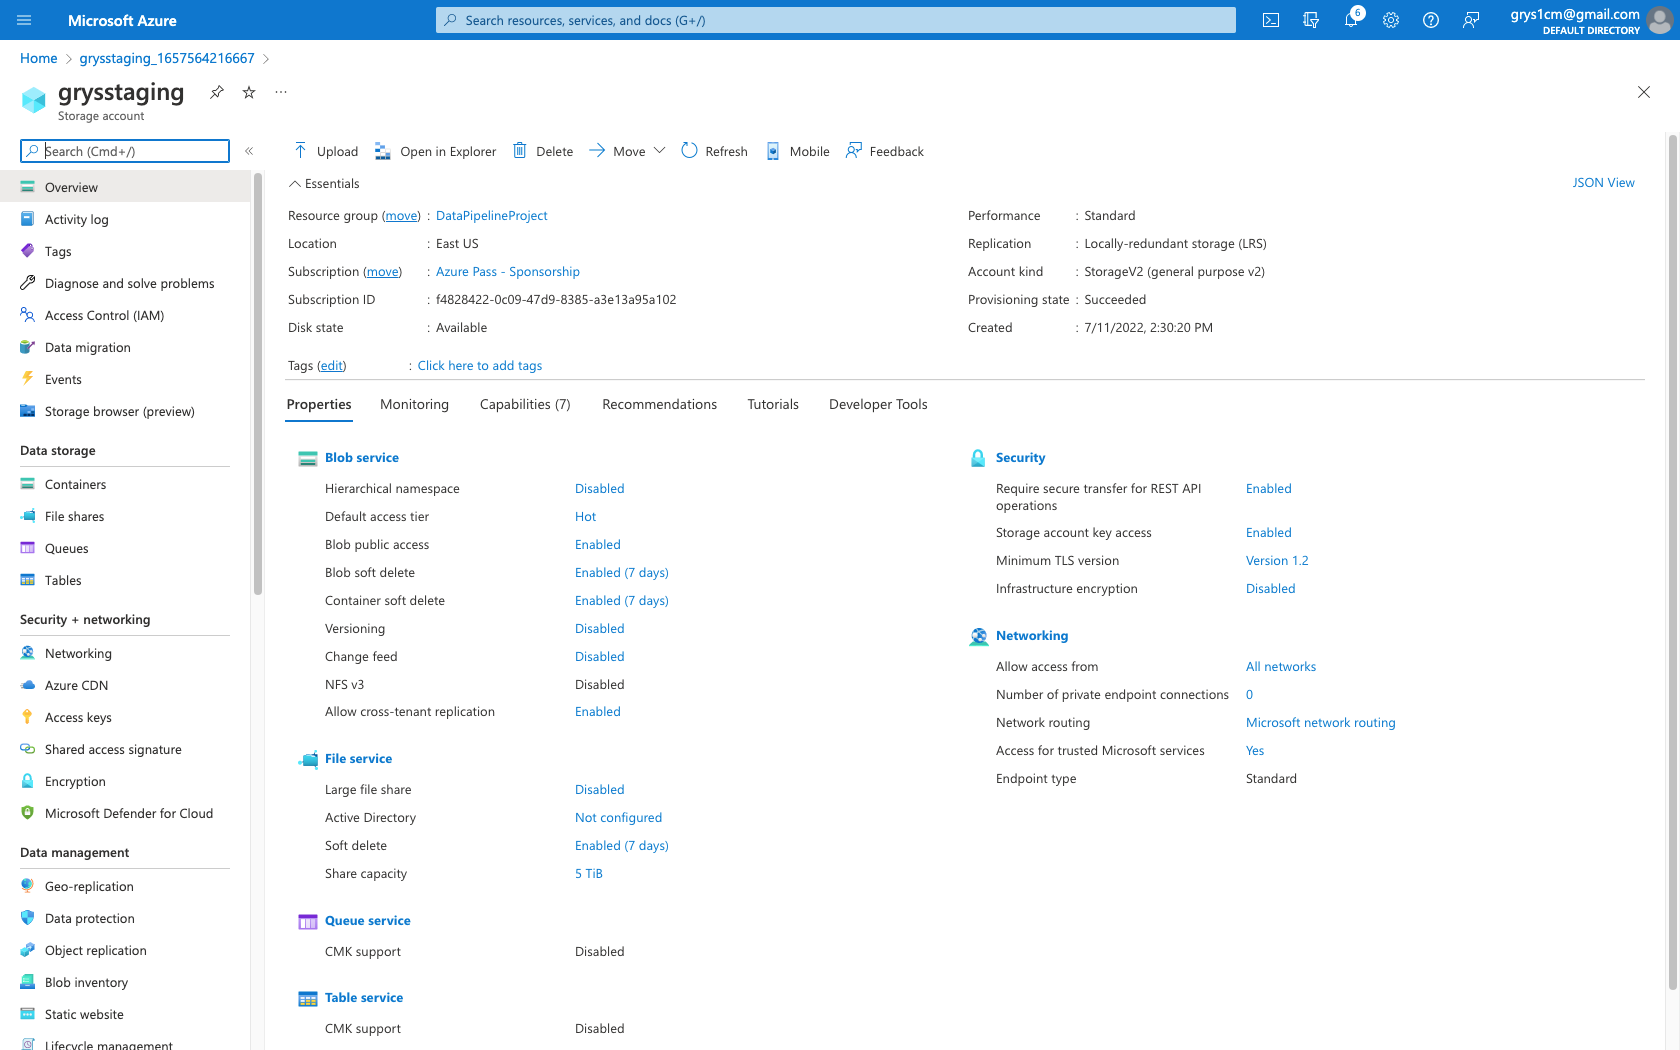 Microsoft Azure
Search resources, services, and docs (G+/)
6
grys1cm@gmail.com
DEFAULT DIRECTORY
Home > grysstaging_1657564216667 >
grysstaging
...
Storage account
Search (Cmd+/)
«
Overview
Activity log
Tags
Diagnose and solve problems
Access Control (IAM)
Data migration
Events
Storage browser (preview)
Data storage
Containers
File shares
Queues
Tables
Security + networking
Networking
Azure CDN
Access keys
Shared access signature
Encryption
Microsoft Defender for Cloud
Data management
Geo-replication
Data protection
Object replication
Blob inventory
Static website
Lifecycle management
Upload Open in Explorer Delete Move Refresh Mobile Feedback
Essentials
JSON View
Resource group (move) : DataPipelineProject
Location : East US
Subscription (move) : Azure Pass - Sponsorship
Subscription ID : f4828422-0c09-47d9-8385-a3e13a95a102
Disk state : Available
Performance : Standard
Replication : Locally-redundant storage (LRS)
Account kind : StorageV2 (general purpose v2)
Provisioning state : Succeeded
Created : 7/11/2022, 2:30:20 PM
Tags (edit) : Click here to add tags
Properties Monitoring Capabilities (7) Recommendations Tutorials Developer Tools
Blob service
Hierarchical namespace Disabled
Default access tier Hot
Blob public access Enabled
Blob soft delete Enabled (7 days)
Container soft delete Enabled (7 days)
Versioning Disabled
Change feed Disabled
NFS v3 Disabled
Allow cross-tenant replication Enabled
File service
Large file share Disabled
Active Directory Not configured
Soft delete Enabled (7 days)
Share capacity 5 TiB
Queue service
CMK support Disabled
Table service
CMK support Disabled
Security
Require secure transfer for REST API Enabled
operations
Storage account key access Enabled
Minimum TLS version Version 1.2
Infrastructure encryption Disabled
Networking
Allow access from All networks
Number of private endpoint connections 0
Network routing Microsoft network routing
Access for trusted Microsoft services Yes
Endpoint type Standard